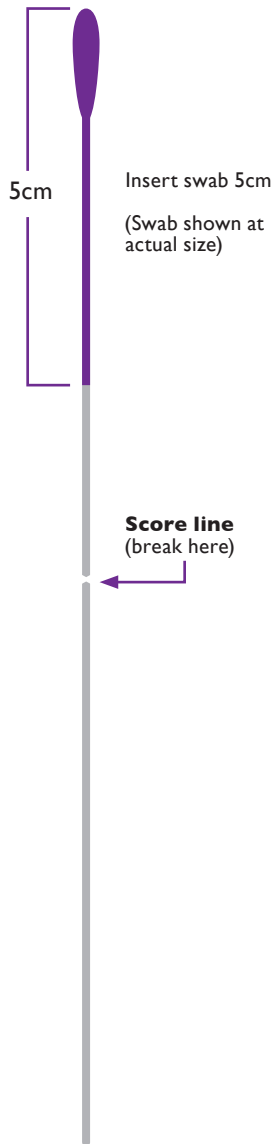 5cm
Insert swab 5cm
(Swab shown at
actual size)
Score line
(break here)